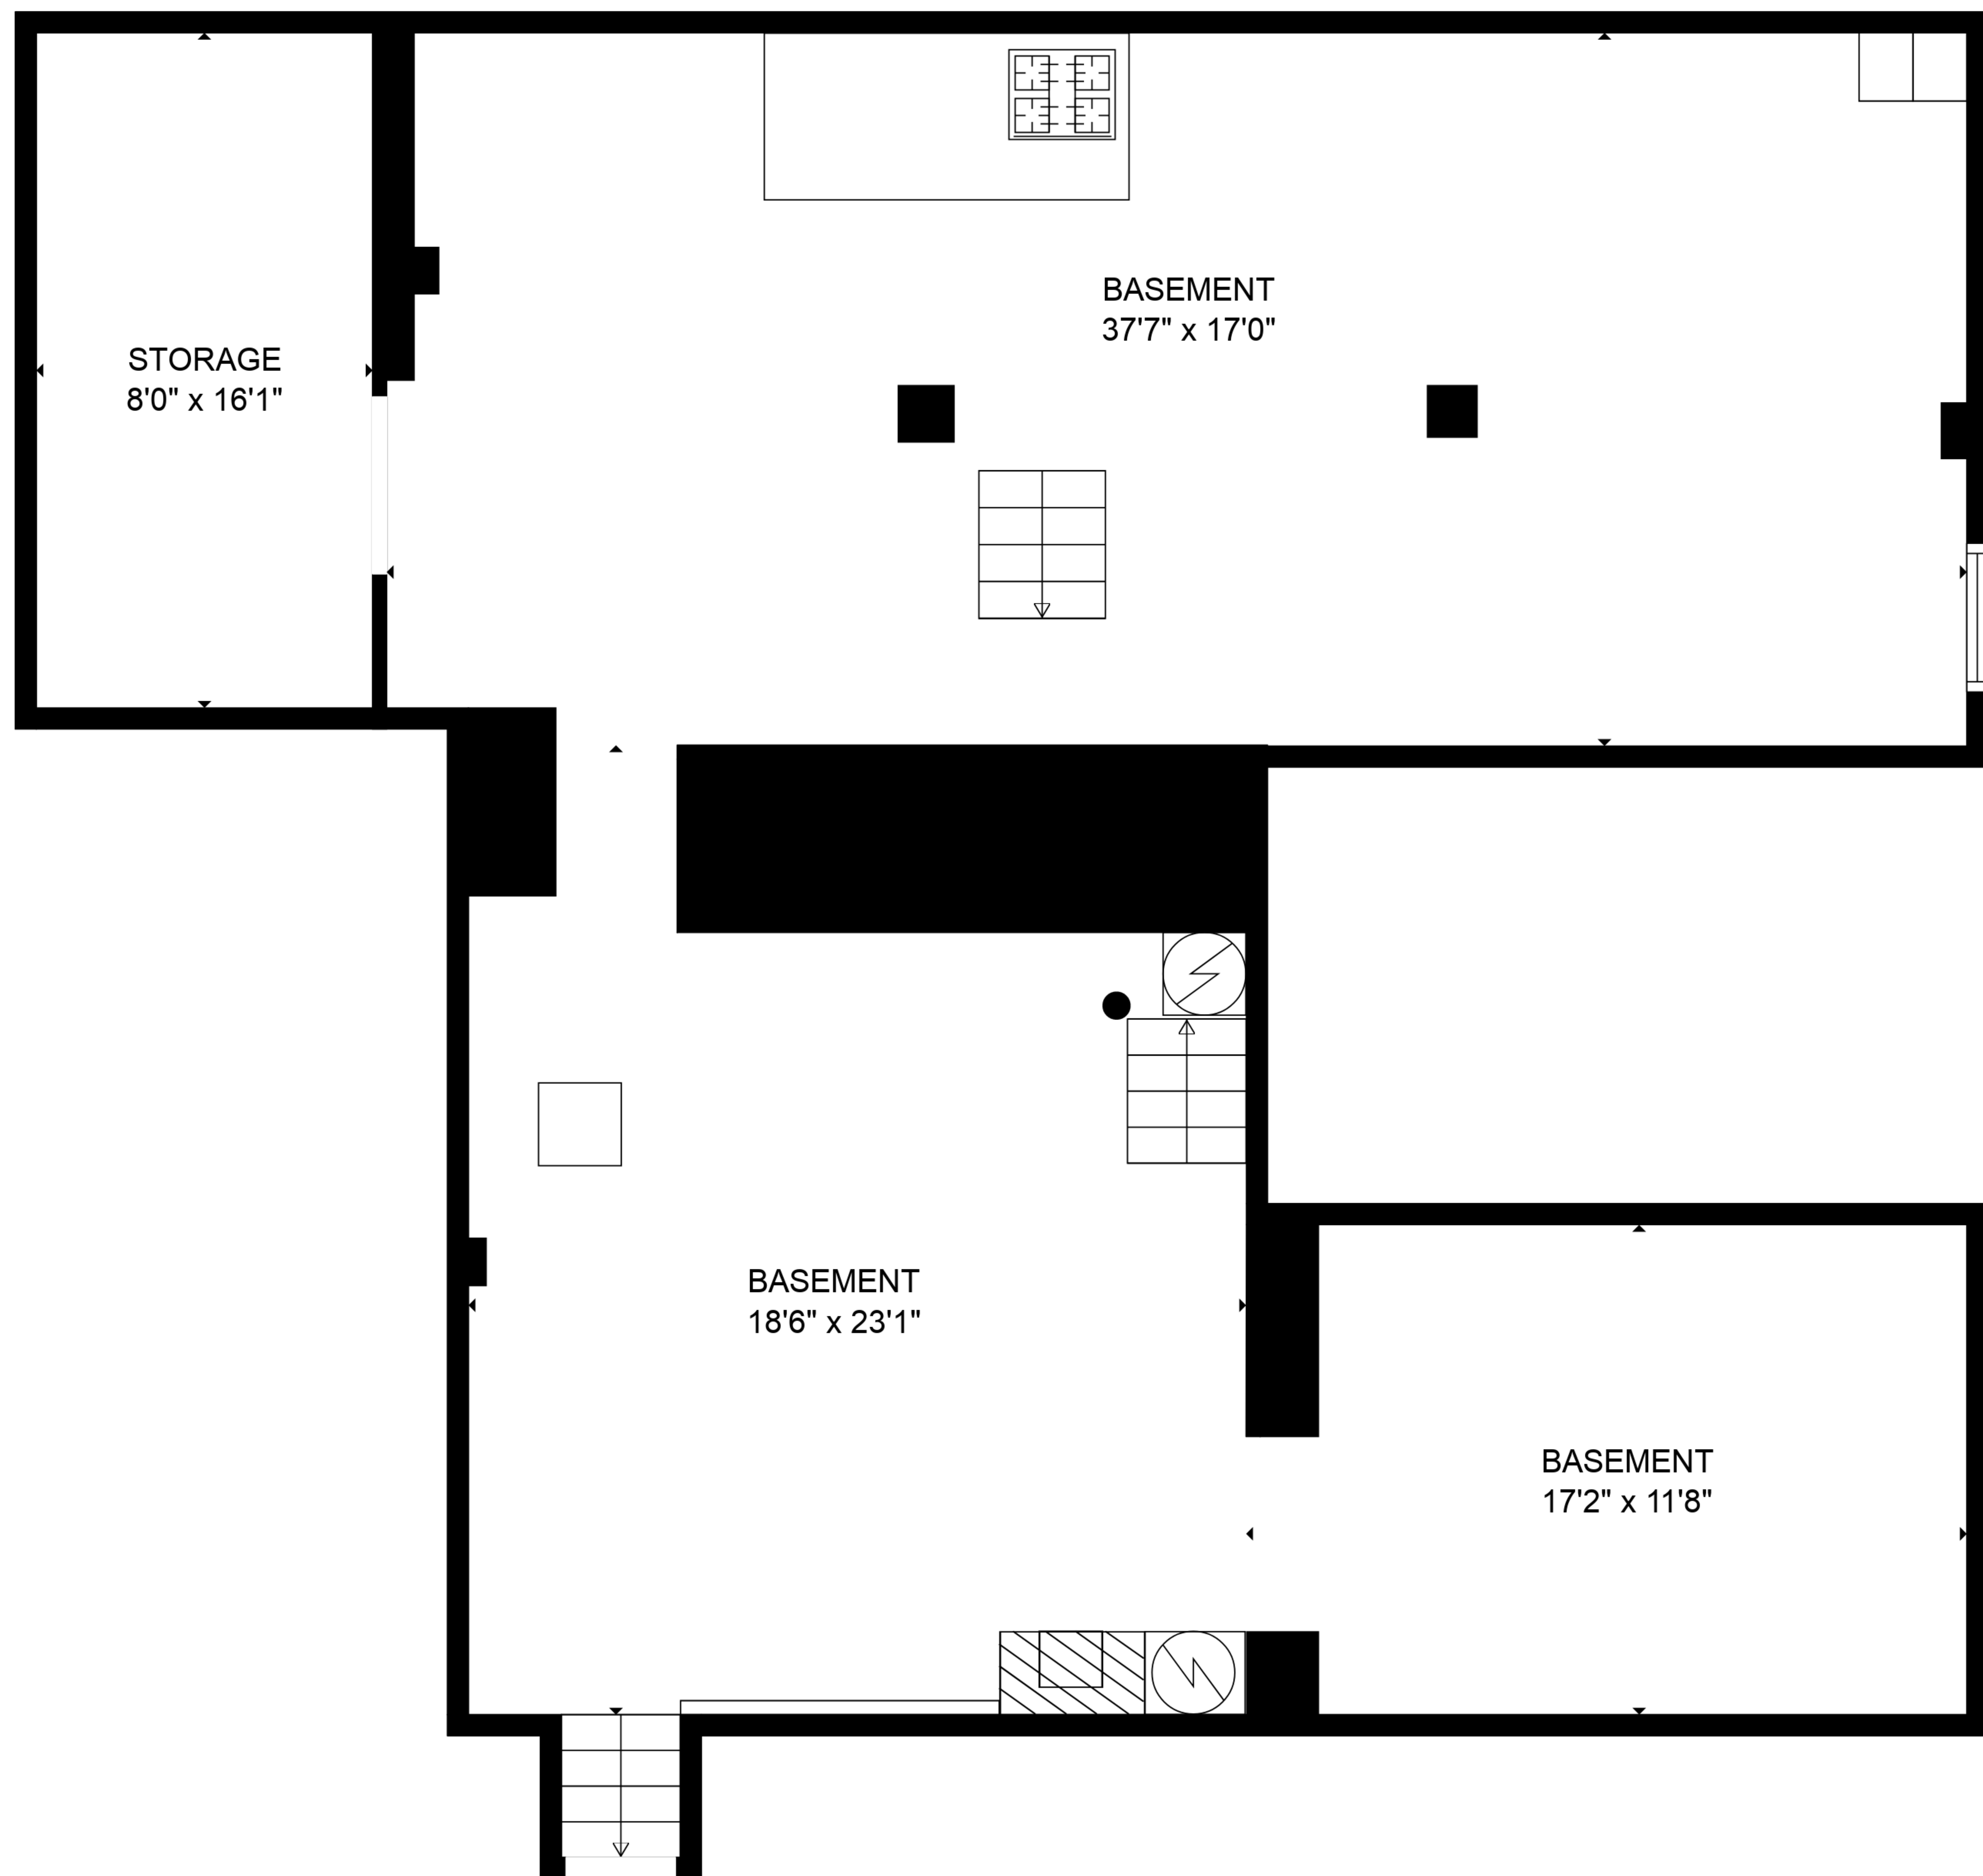 BASEMENT
37'7" x 17'0"
STORAGE
8'0" x 16'1"
BASEMENT
18'6" x 23'1"
BASEMENT
17'2" x 11'8"